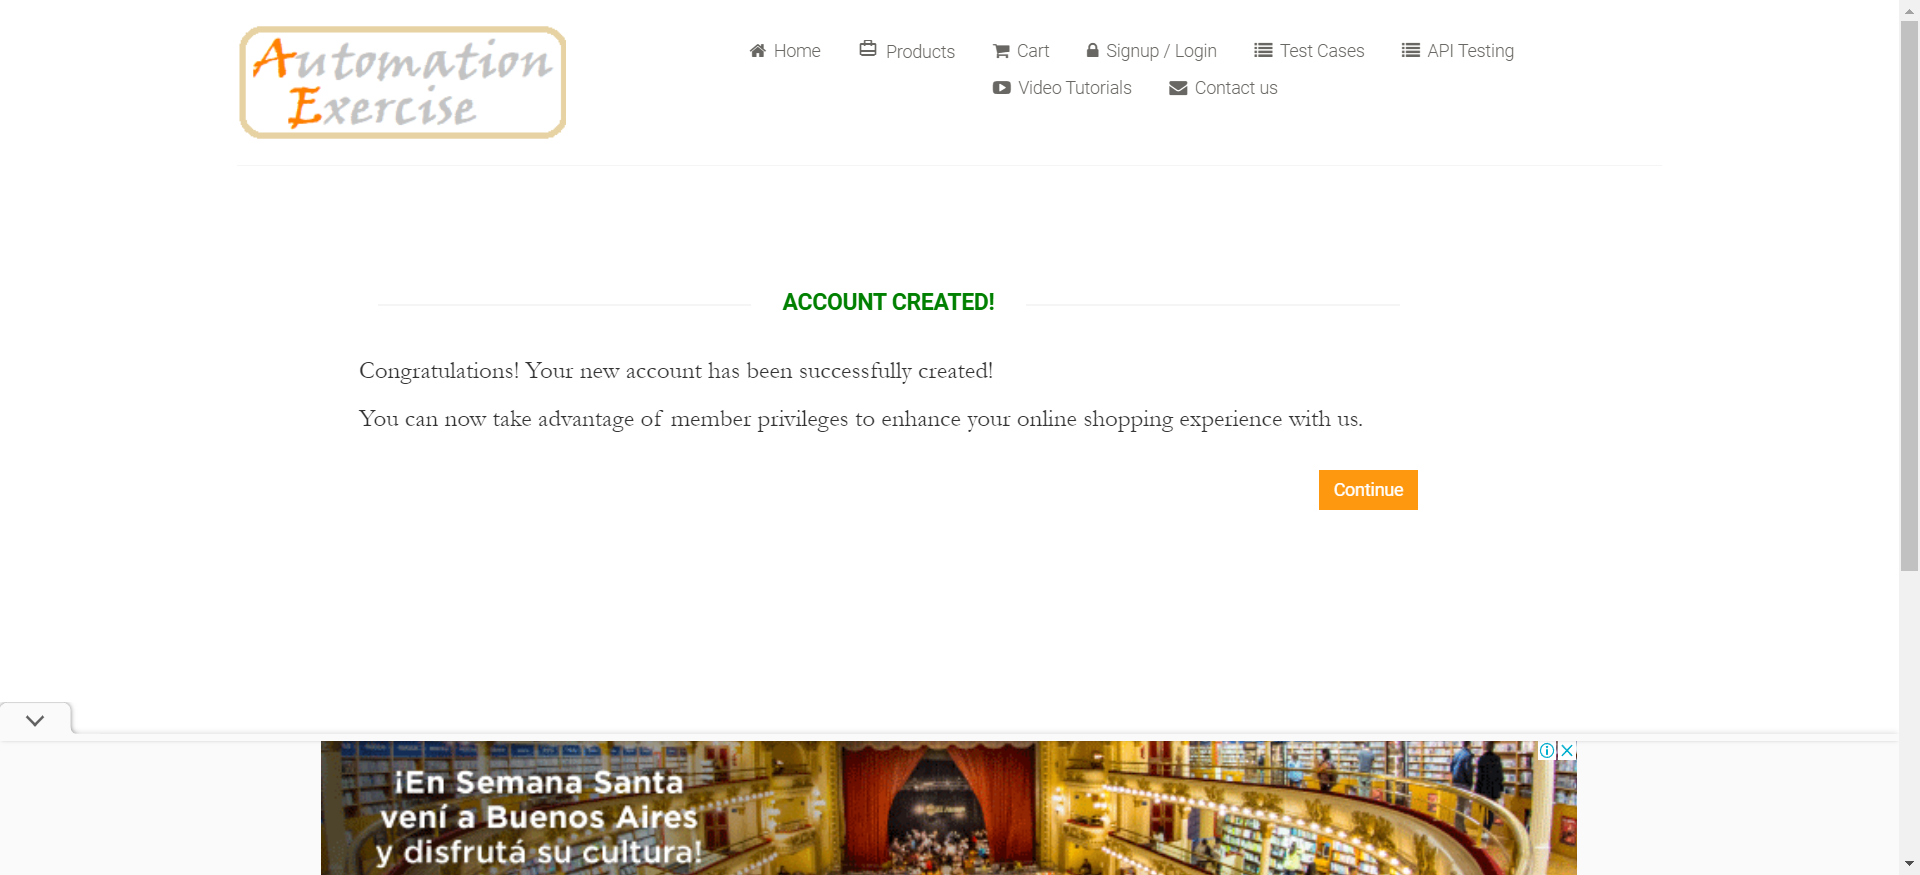 Automation
Exercise
Home
Products
Cart
Signup / Login
Test Cases
API Testing
Video Tutorials
Contact us
ACCOUNT CREATED!
Congratulations! Your new account has been successfully created!
You can now take advantage of member privileges to enhance your online shopping experience with us.
Continue
¡En Semana Santa
vení a Buenos Aires
y disfrutá su cultura!